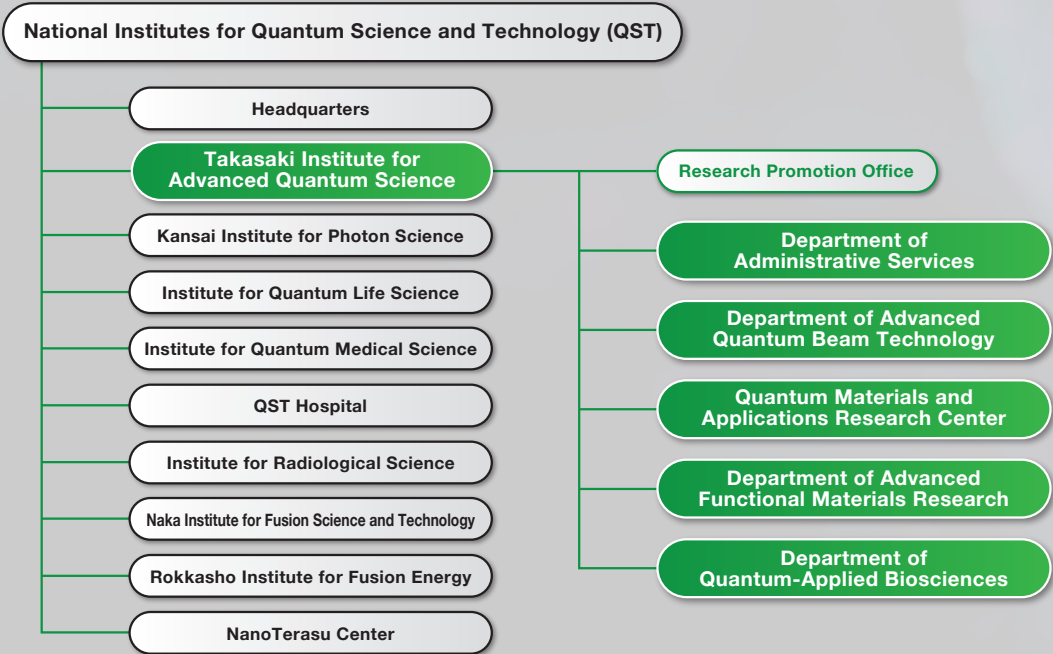 National Institutes for Quantum Science and Technology (QST)
Headquarters
Takasaki Institute for
Advanced Quantum Science
Kansai Institute for Photon Science
Institute for Quantum Life Science
Institute for Quantum Medical Science
QST Hospital
Institute for Radiological Science
Naka Institute for Fusion Science and Technology
Rokkasho Institute for Fusion Energy
NanoTerasu Center
Research Promotion Office
Department of
Administrative Services
Department of Advanced
Quantum Beam Technology
Quantum Materials and
Applications Research Center
Department of Advanced
Functional Materials Research
Department of
Quantum-Applied Biosciences